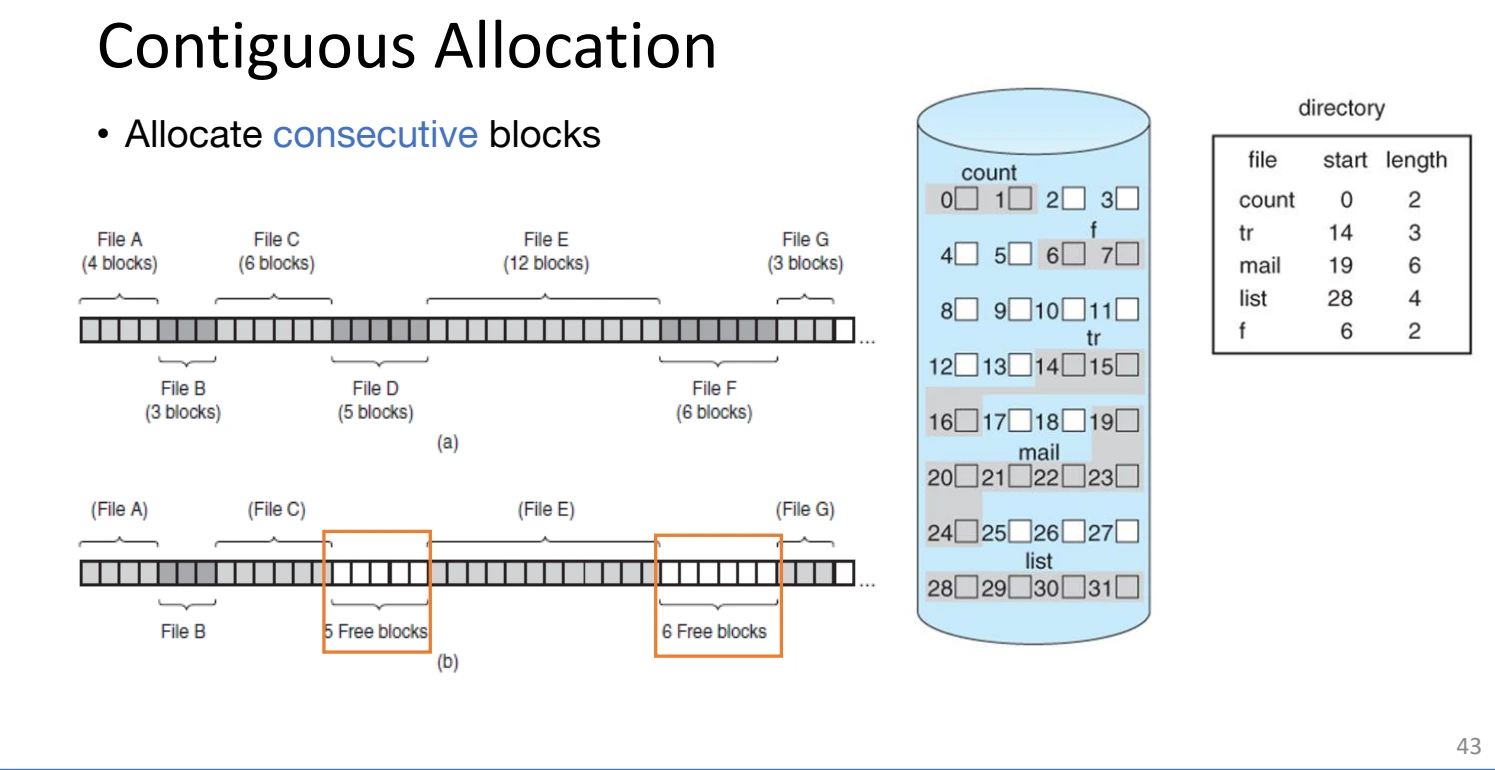 Contiguous Allocation
• Allocate consecutive blocks
File A
(4 blocks)
File C
(6 blocks)
File E
(12 blocks)
File G
(3 blocks)
...
File B
(3 blocks)
File D
(5 blocks)
File F
(6 blocks)
(a)
(File A)
(File C)
(File E)
(File G)
...
File B
5 Free blocks
6 Free blocks
(b)
count
0 1 2 3
f
4 5 6 7
8 9 10 11
tr
12 13 14 15
16 17 18 19
mail
20 21 22 23
24 25 26 27
list
28 29 30 31
directory
file start length
count 0 2
tr 14 3
mail 19 6
list 28 4
f 6 2
43